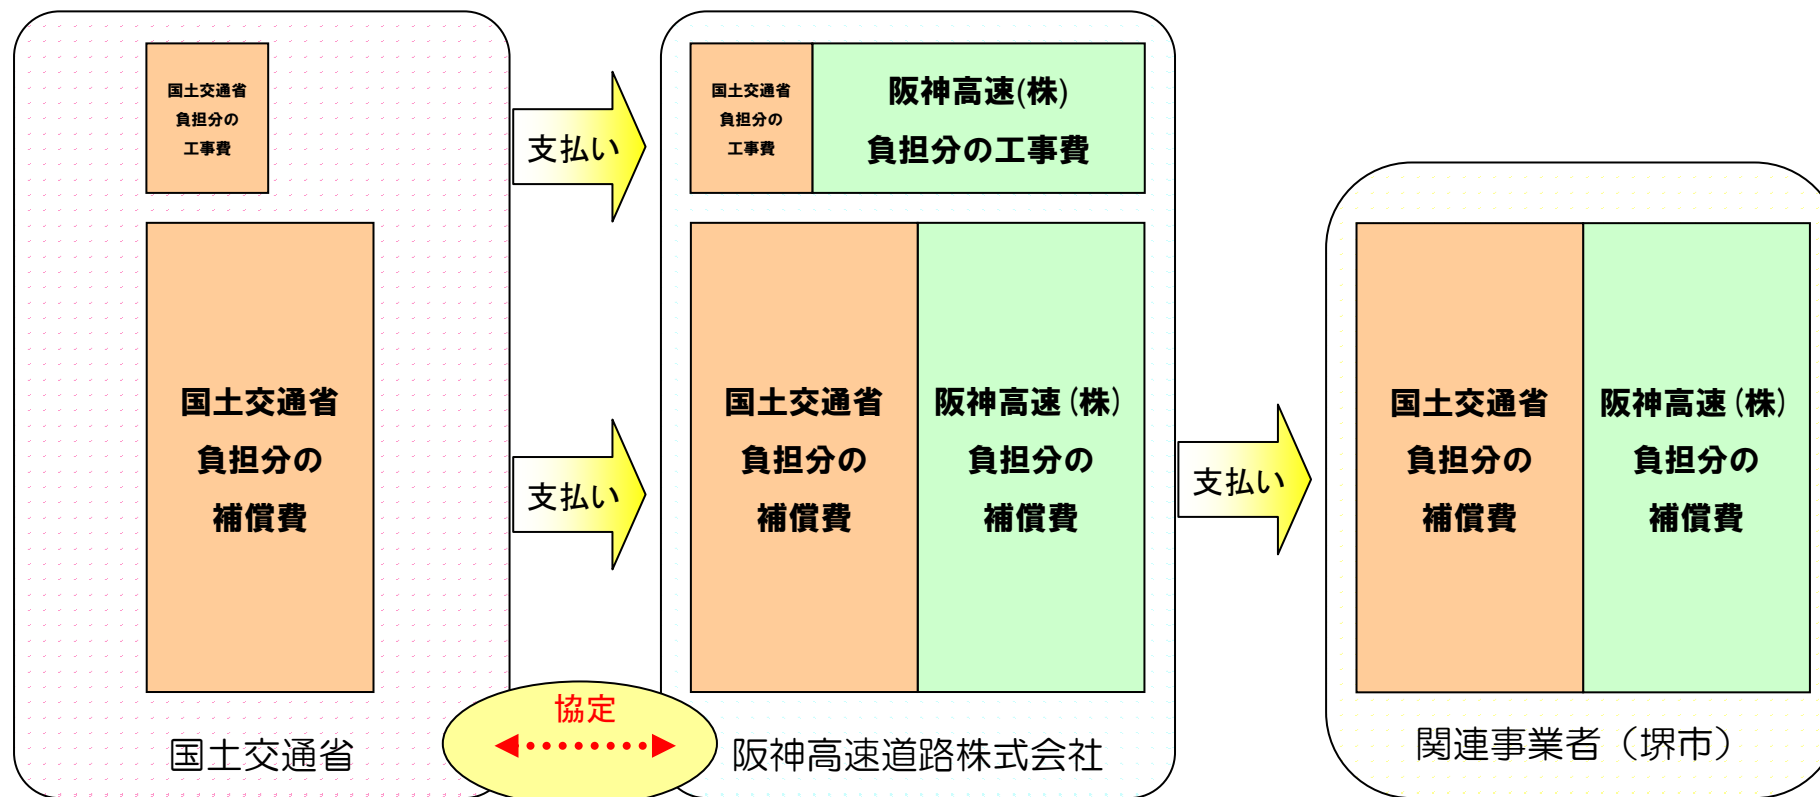 国土交通省
負担分の
工事費
支払い
国土交通省
負担分の
工事費
阪神高速(株)
負担分の工事費
国土交通省
負担分の
補償費
支払い
国土交通省
負担分の
補償費
阪神高速(株)
負担分の
補償費
支払い
国土交通省
負担分の
補償費
阪神高速(株)
負担分の
補償費
国土交通省
協定
阪神高速道路株式会社
関連事業者（堺市）